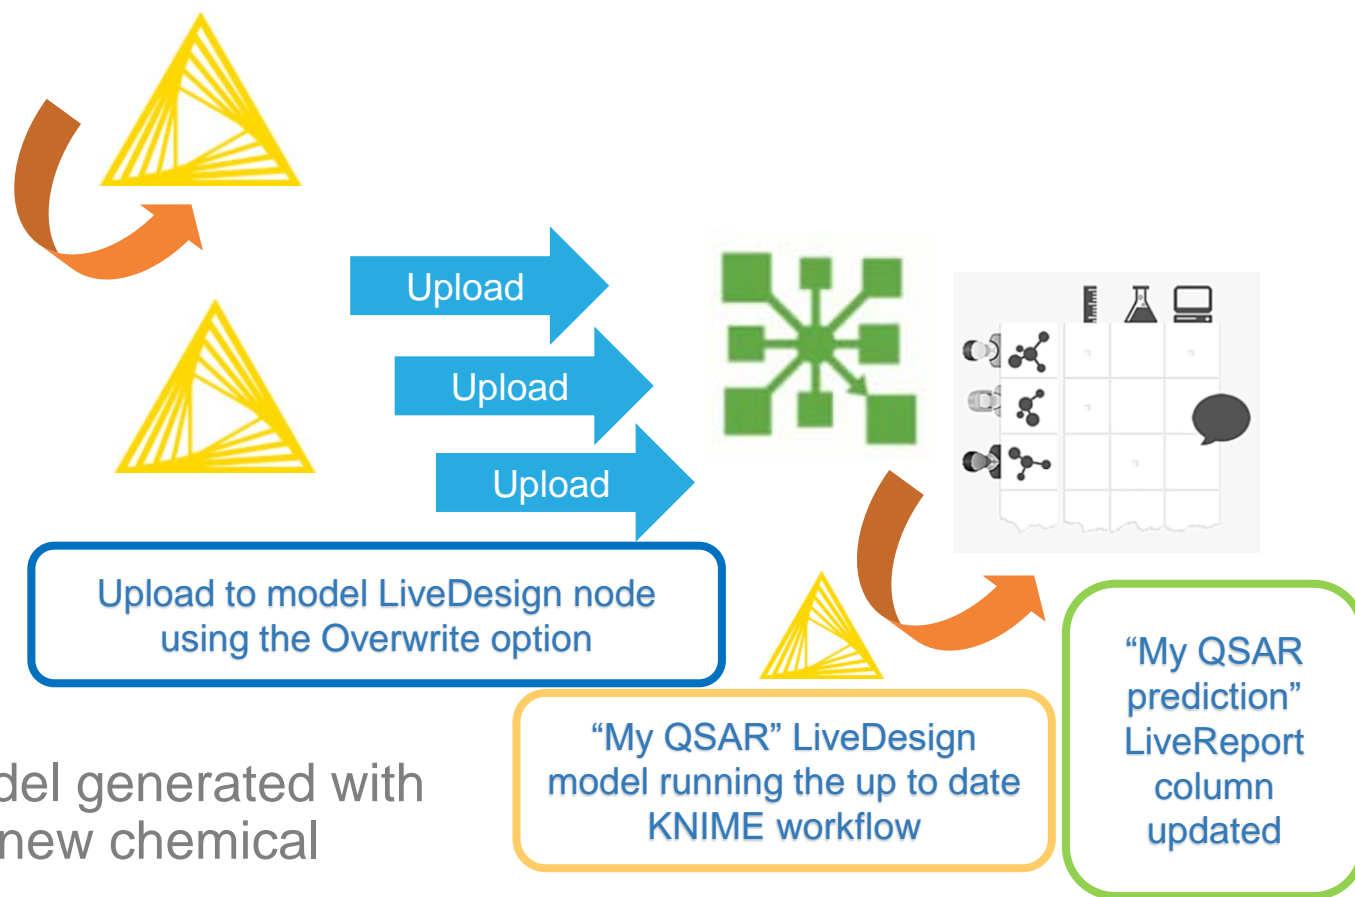 Upload
Upload
Upload
Upload to model LiveDesign node
using the Overwrite option
“My QSAR” LiveDesign
model running the up to date
KNIME workflow
“My QSAR
prediction”
LiveReport
column
updated
del generated with
new chemical